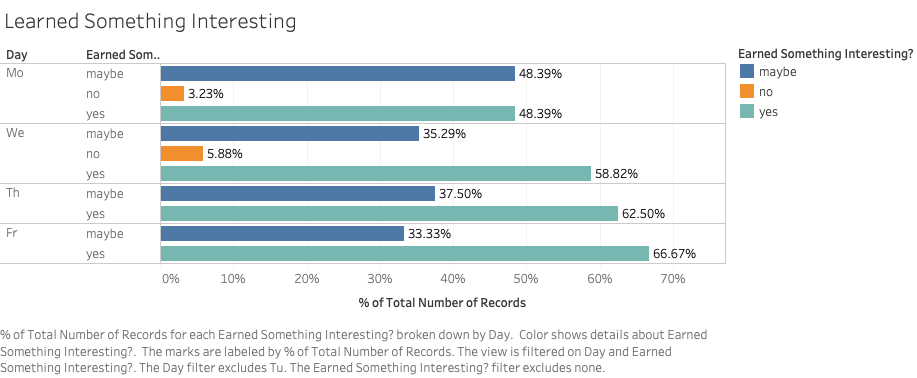 Learned Something Interesting
Day Earned Som.. Earned Something Interesting?
Mo maybe 48.39% maybe
no 3.23% no
yes 48.39% yes
We maybe 35.29%
no 5.88%
yes 58.82%
Th maybe 37.50%
yes 62.50%
Fr maybe 33.33%
yes 66.67%
0% 10% 20% 30% 40% 50% 60% 70%
% of Total Number of Records
% of Total Number of Records for each Earned Something Interesting? broken down by Day.  Color shows details about Earned
Something Interesting?.  The marks are labeled by % of Total Number of Records. The view is filtered on Day and Earned
Something Interesting?. The Day filter excludes Tu. The Earned Something Interesting? filter excludes none.